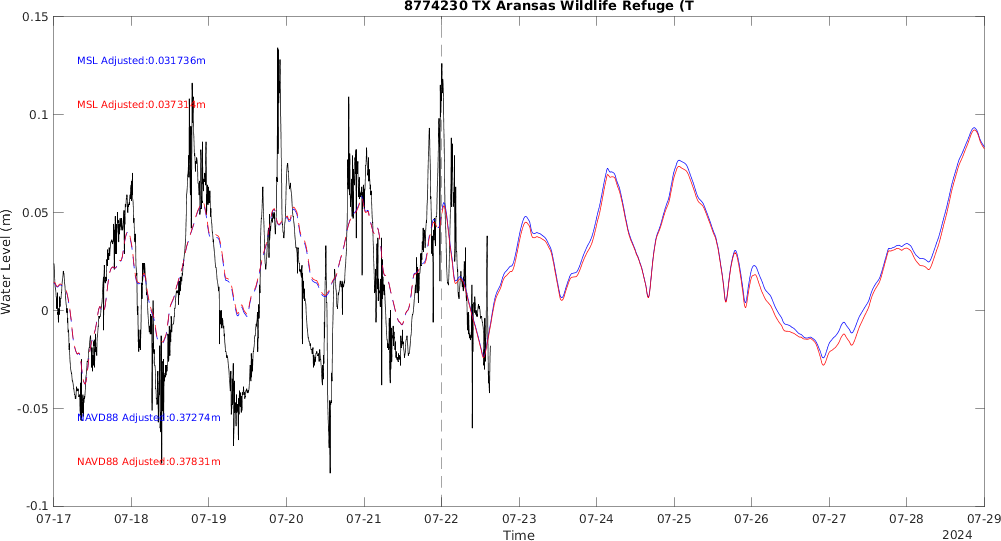 8774230 TX Aransas Wildlife Refuge (T
0.15
MSL Adjusted:0.031736m
MSL Adjusted:0.037314m
0.1
0.05
Water Level (m)
0
-0.05
NAVD88 Adjusted:0.37274m
NAVD88 Adjusted:0.37831m
-0.1
07-17 07-18 07-19 07-20 07-21 07-22 07-23 07-24 07-25 07-26 07-27 07-28 07-29
Time
2024